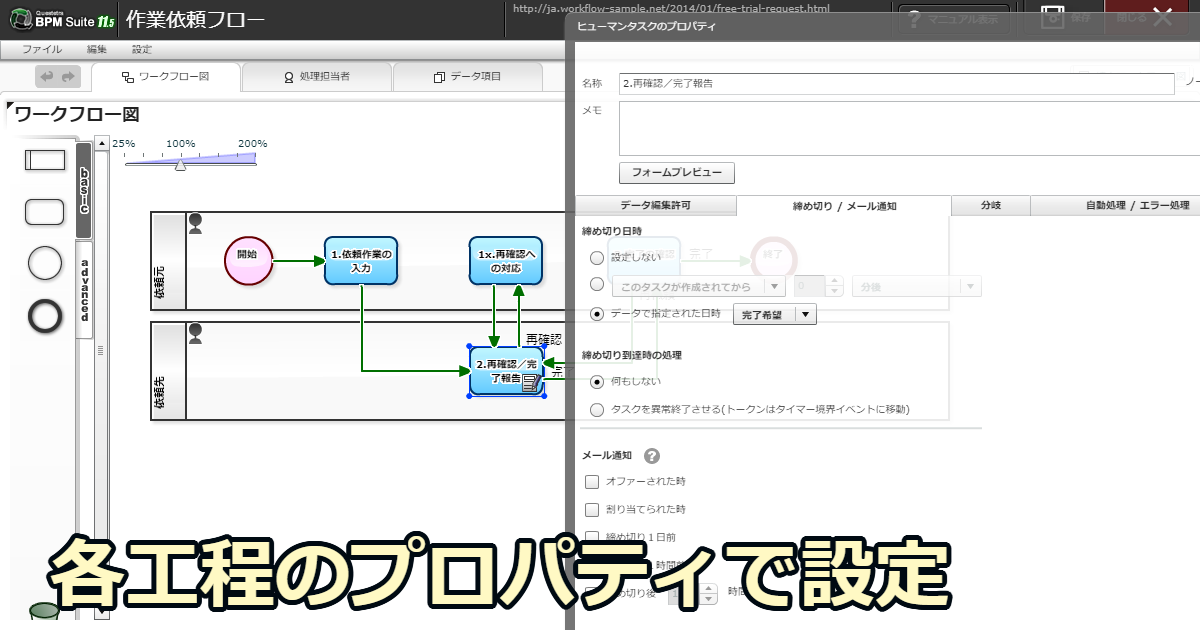 Questetra
BPM Suite 11.5
作業依頼フロー
http://ja.workflow-sample.net/2014/01/free-trial-request.html
マニュアル表示
保存
閉じる
ファイル
編集
設定
ワークフロー図
処理担当者
データ項目
ワークフロー図
25%
100%
200%
basic
advanced
依頼元
開始
1.依頼作業の
入力
1x.再確認へ
の対応
依頼先
再確認
2.再確認／完
了報告
完了
ヒューマンタスクのプロパティ
名称
2.再確認／完了報告
ノー
メモ
フォームプレビュー
データ編集許可
締め切り / メール通知
分岐
自動処理 / エラー処理
締め切り日時
設定しない
完了
終了
このタスクが作成されてから
0
分後
データで指定された日時
完了希望
締め切り到達時の処理
何もしない
タスクを異常終了させる(トークンはタイマー境界イベントに移動)
メール通知
?
オファーされた時
割り当てられた時
締め切り１日前
時間
各工程のプロパティで設定